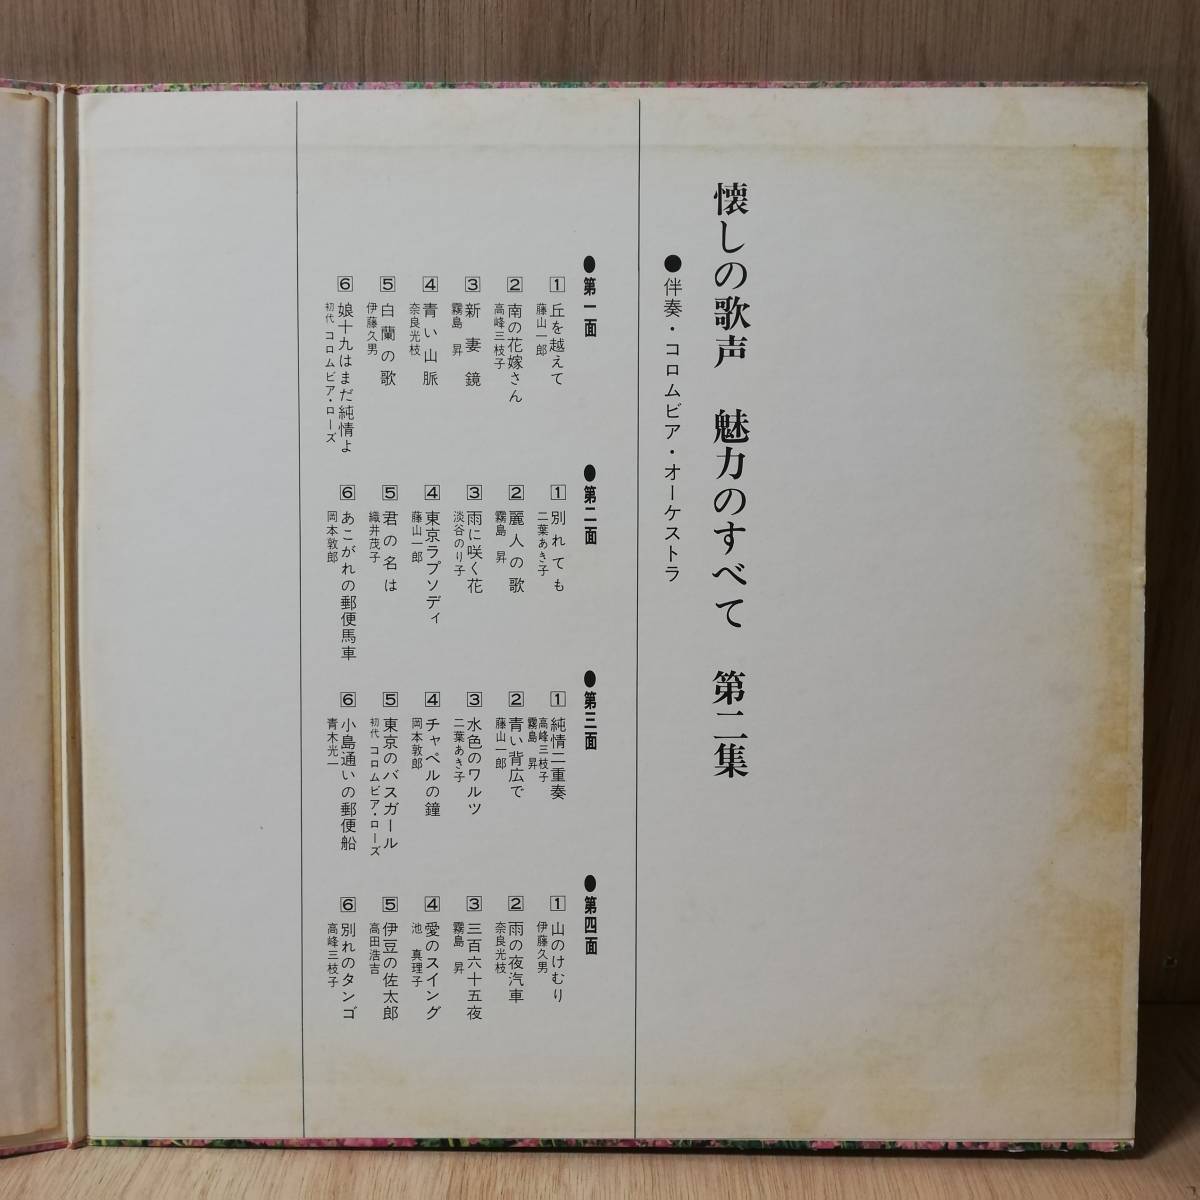 懐しの歌声　魅力のすべて　第二集
●伴奏・コロムビア・オーケストラ
●第一面
1 丘を越えて
藤山一郎
2 南の花嫁さん
高峰三枝子
3 新妻鏡
霧島　昇
4 青い山脈
奈良光枝
5 白蘭の歌
伊藤久男
6 娘十九はまだ純情よ
初代 コロムビア・ローズ
●第二面
1 別れても
二葉あき子
2 麗人の歌
霧島　昇
3 雨に咲く花
淡谷のり子
4 東京ラプソディ
藤山一郎
5 君の名は
織井茂子
6 あこがれの郵便馬車
岡本敦郎
●第三面
1 純情二重奏
高峰三枝子
霧島　昇
2 青い背広で
藤山一郎
3 水色のワルツ
二葉あき子
4 チャペルの鐘
岡本敦郎
5 東京のバスガール
初代 コロムビア・ローズ
6 小島通いの郵便船
青木光一
●第四面
1 山のけむり
伊藤久男
2 雨の夜汽車
奈良光枝
3 三百六十五夜
霧島　昇
4 愛のスイング
池　真理子
5 伊豆の佐太郎
高田浩吉
6 別れのタンゴ
高峰三枝子